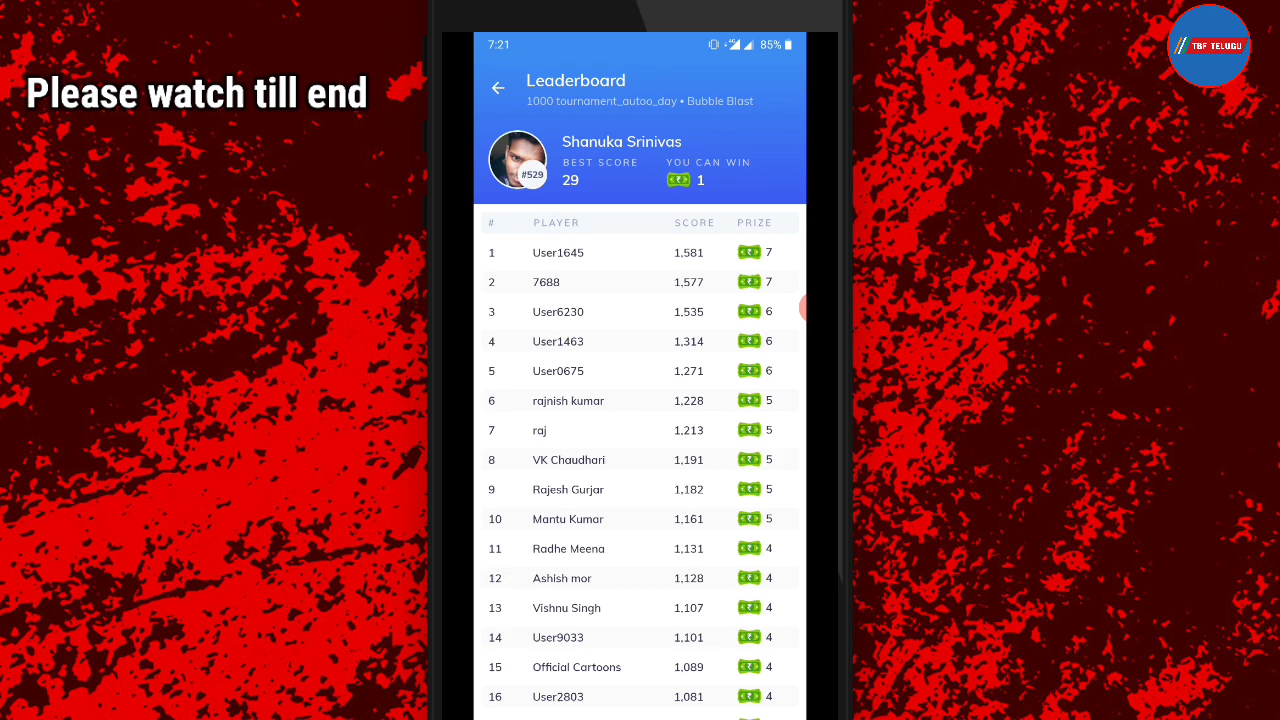 Please watch till end
TBF TELUGU
7:21
4G
85%
Leaderboard
1000 tournament_autoo_day • Bubble Blast
Shanuka Srinivas
#529
BEST SCORE YOU CAN WIN
29 ₹ 1
# PLAYER SCORE PRIZE
1 User1645 1,581 ₹ 7
2 7688 1,577 ₹ 7
3 User6230 1,535 ₹ 6
4 User1463 1,314 ₹ 6
5 User0675 1,271 ₹ 6
6 rajnish kumar 1,228 ₹ 5
7 raj 1,213 ₹ 5
8 VK Chaudhari 1,191 ₹ 5
9 Rajesh Gurjar 1,182 ₹ 5
10 Mantu Kumar 1,161 ₹ 5
11 Radhe Meena 1,131 ₹ 4
12 Ashish mor 1,128 ₹ 4
13 Vishnu Singh 1,107 ₹ 4
14 User9033 1,101 ₹ 4
15 Official Cartoons 1,089 ₹ 4
16 User2803 1,081 ₹ 4